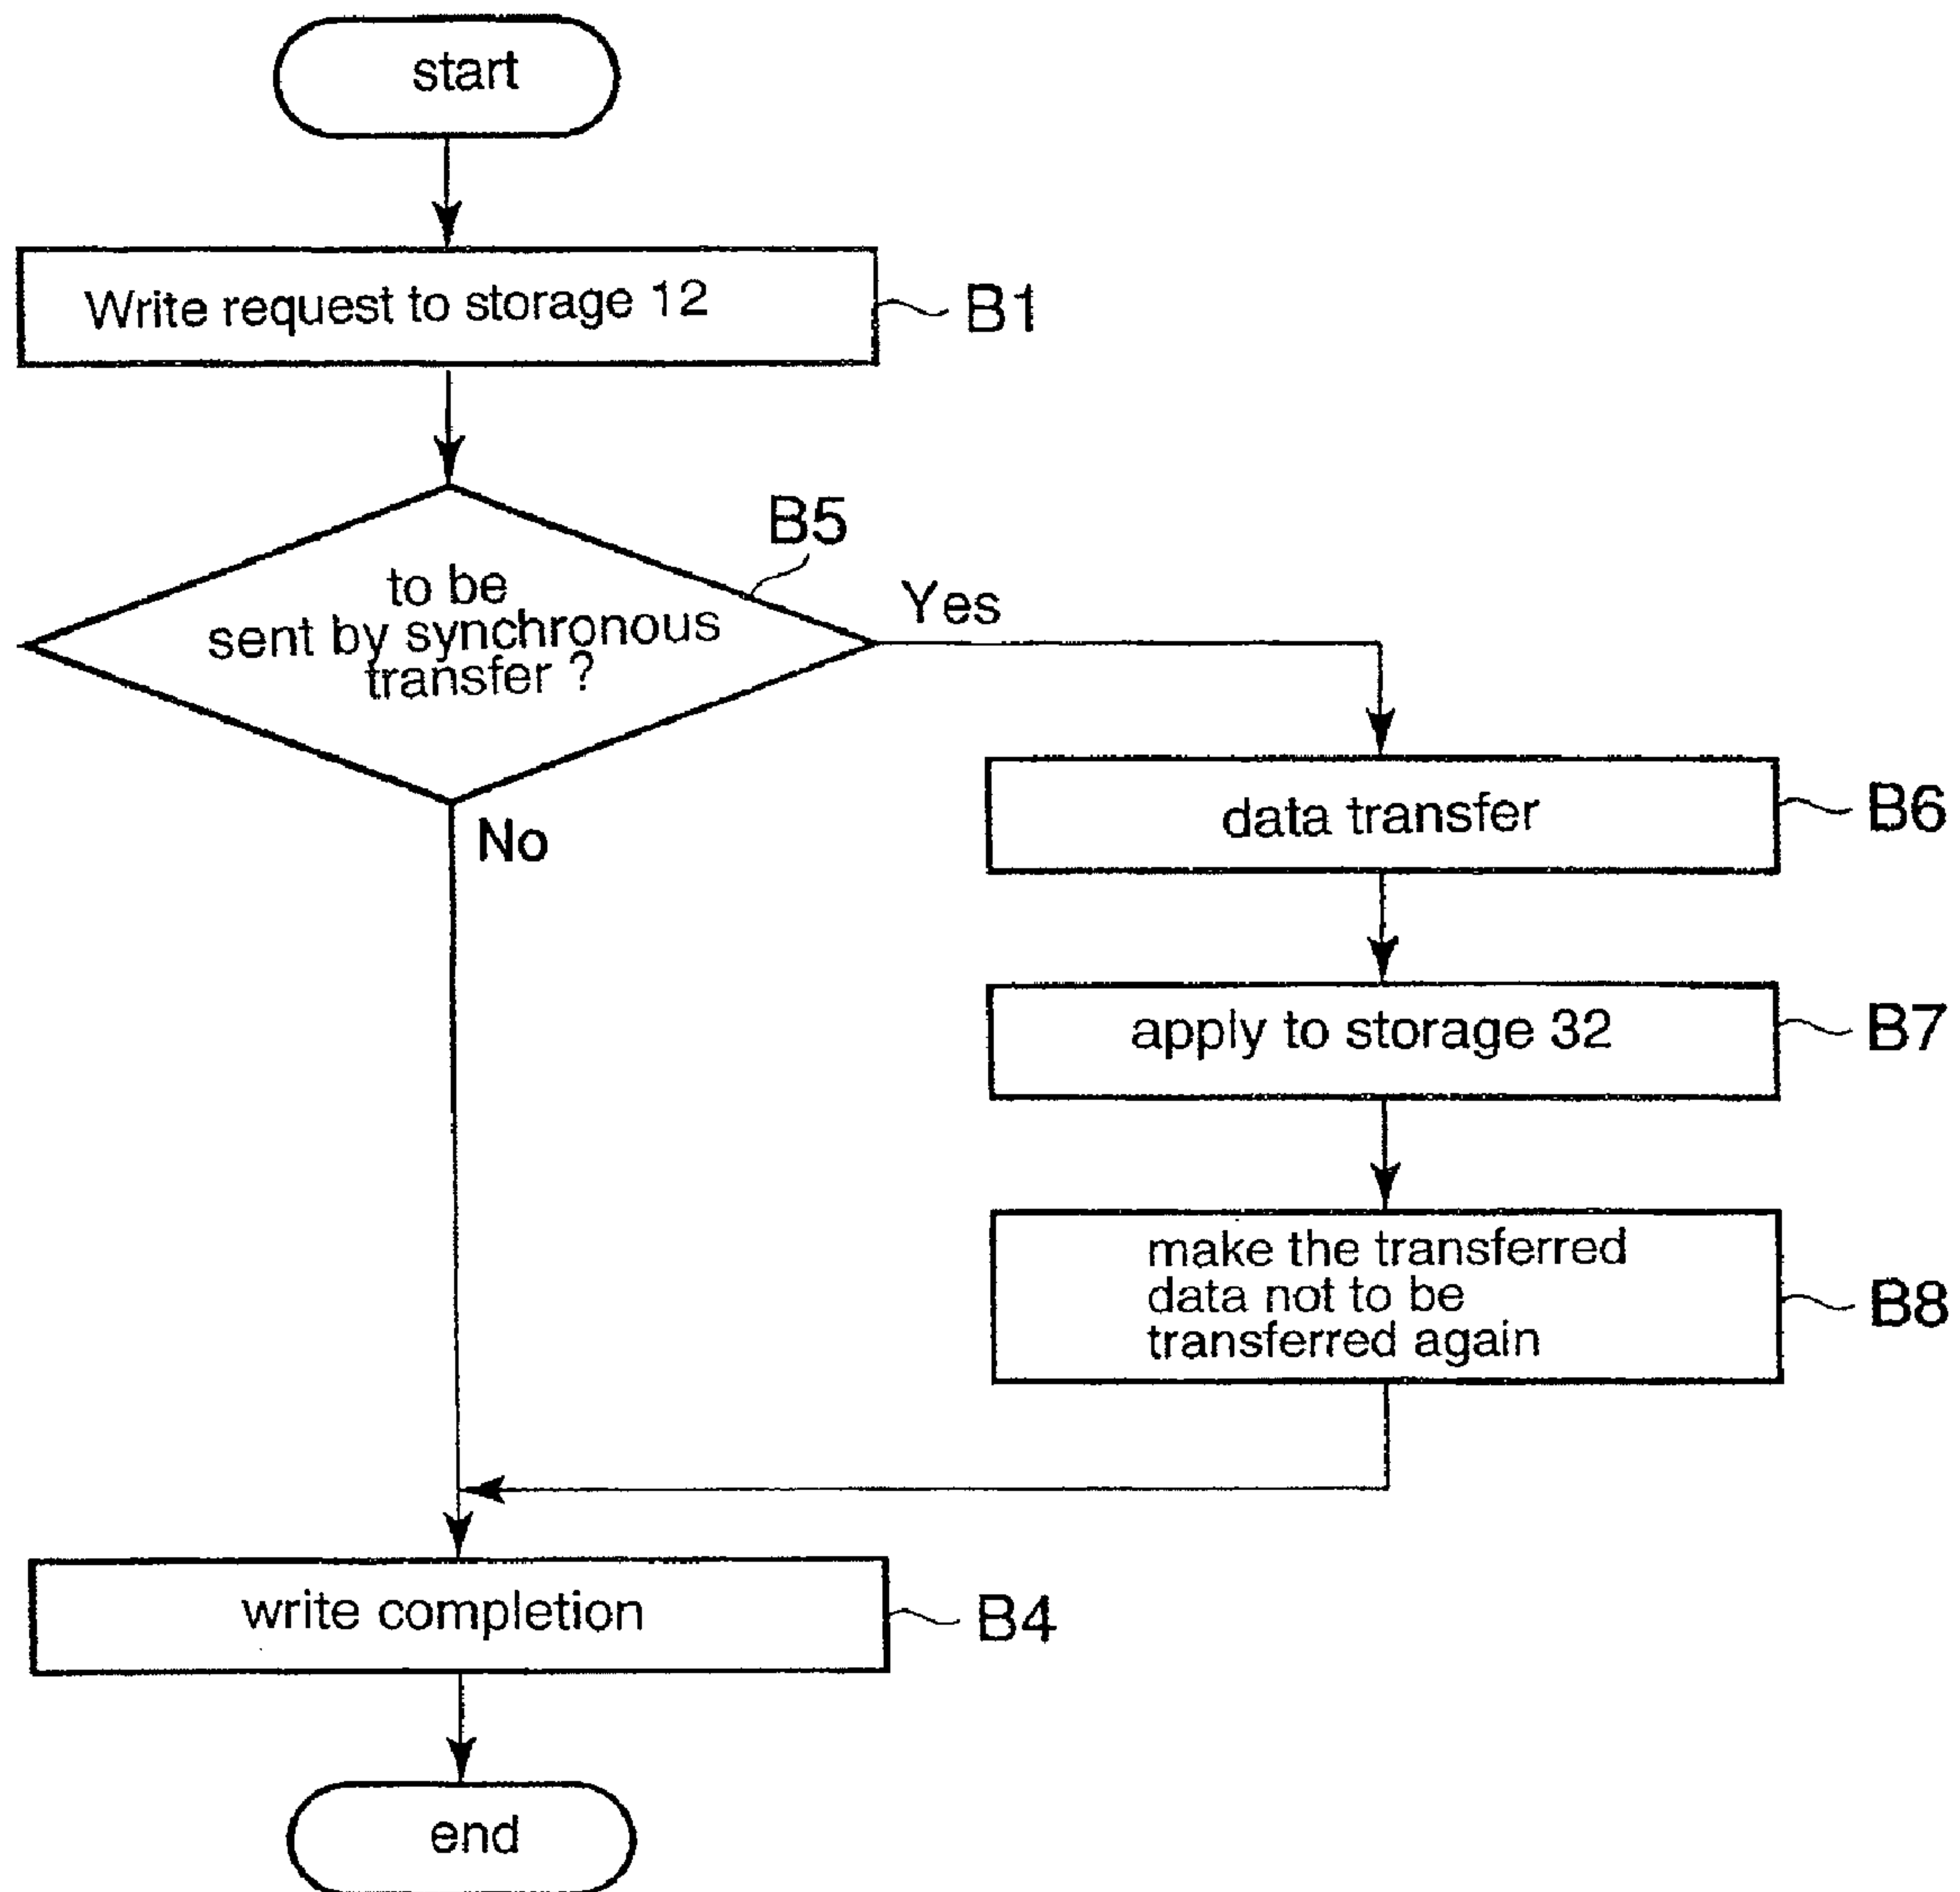 start
Write request to storage 12
B1
B5
to be
sent by synchronous
transfer ?
Yes
No
data transfer
B6
apply to storage 32
B7
make the transferred
data not to be
transferred again
B8
write completion
B4
end